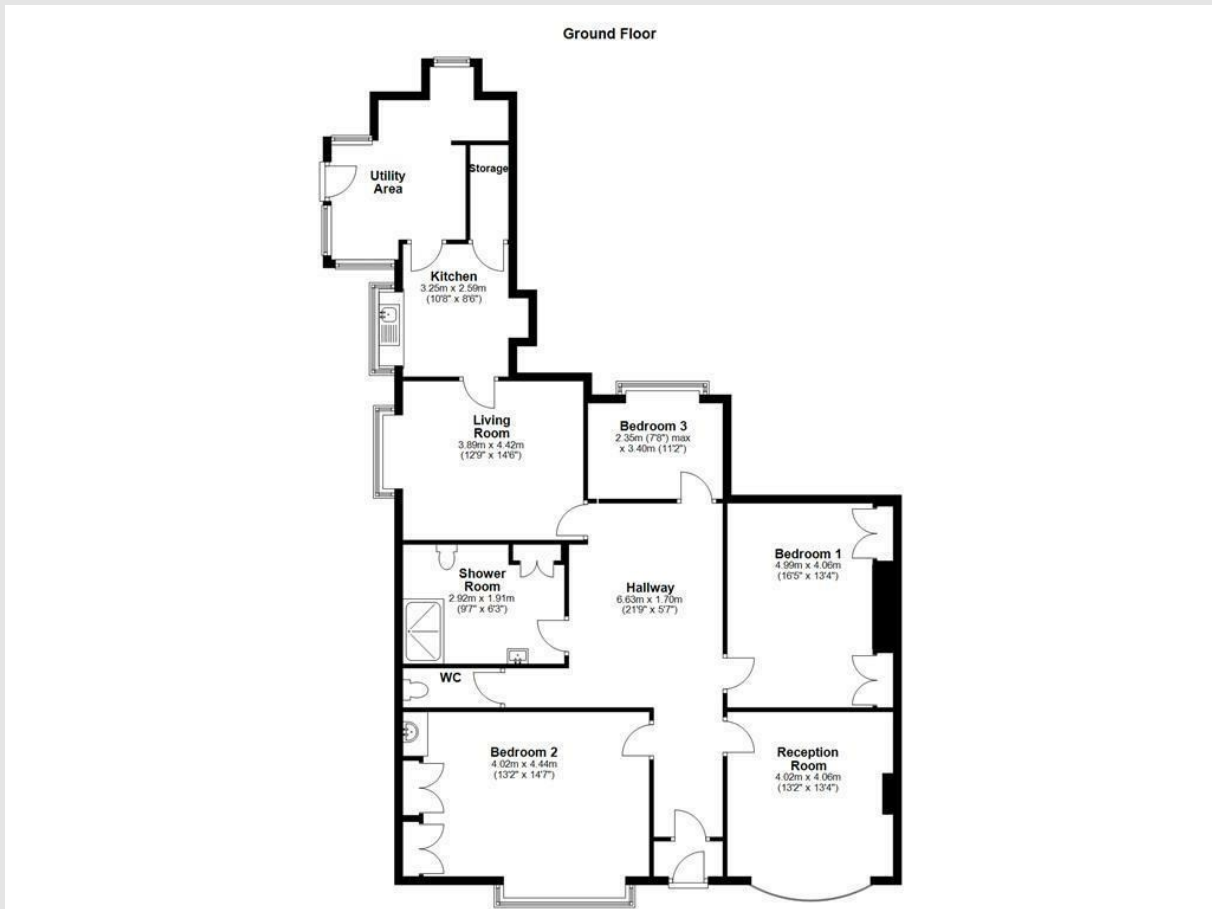 Ground Floor
Utility
Area
Storage
Kitchen
3.25m x 2.59m
(10'8" x 8'6")
Living
Room
3.89m x 4.42m
(12'9" x 14'6")
Bedroom 3
2.35m (7'8") max
x 3.40m (11'2")
Bedroom 1
4.99m x 4.06m
(16'5" x 13'4")
Shower
Room
2.92m x 1.91m
(9'7" x 6'3")
Hallway
6.63m x 1.70m
(21'9" x 5'7")
WC
Bedroom 2
4.02m x 4.44m
(13'2" x 14'7")
Reception
Room
4.02m x 4.06m
(13'2" x 13'4")